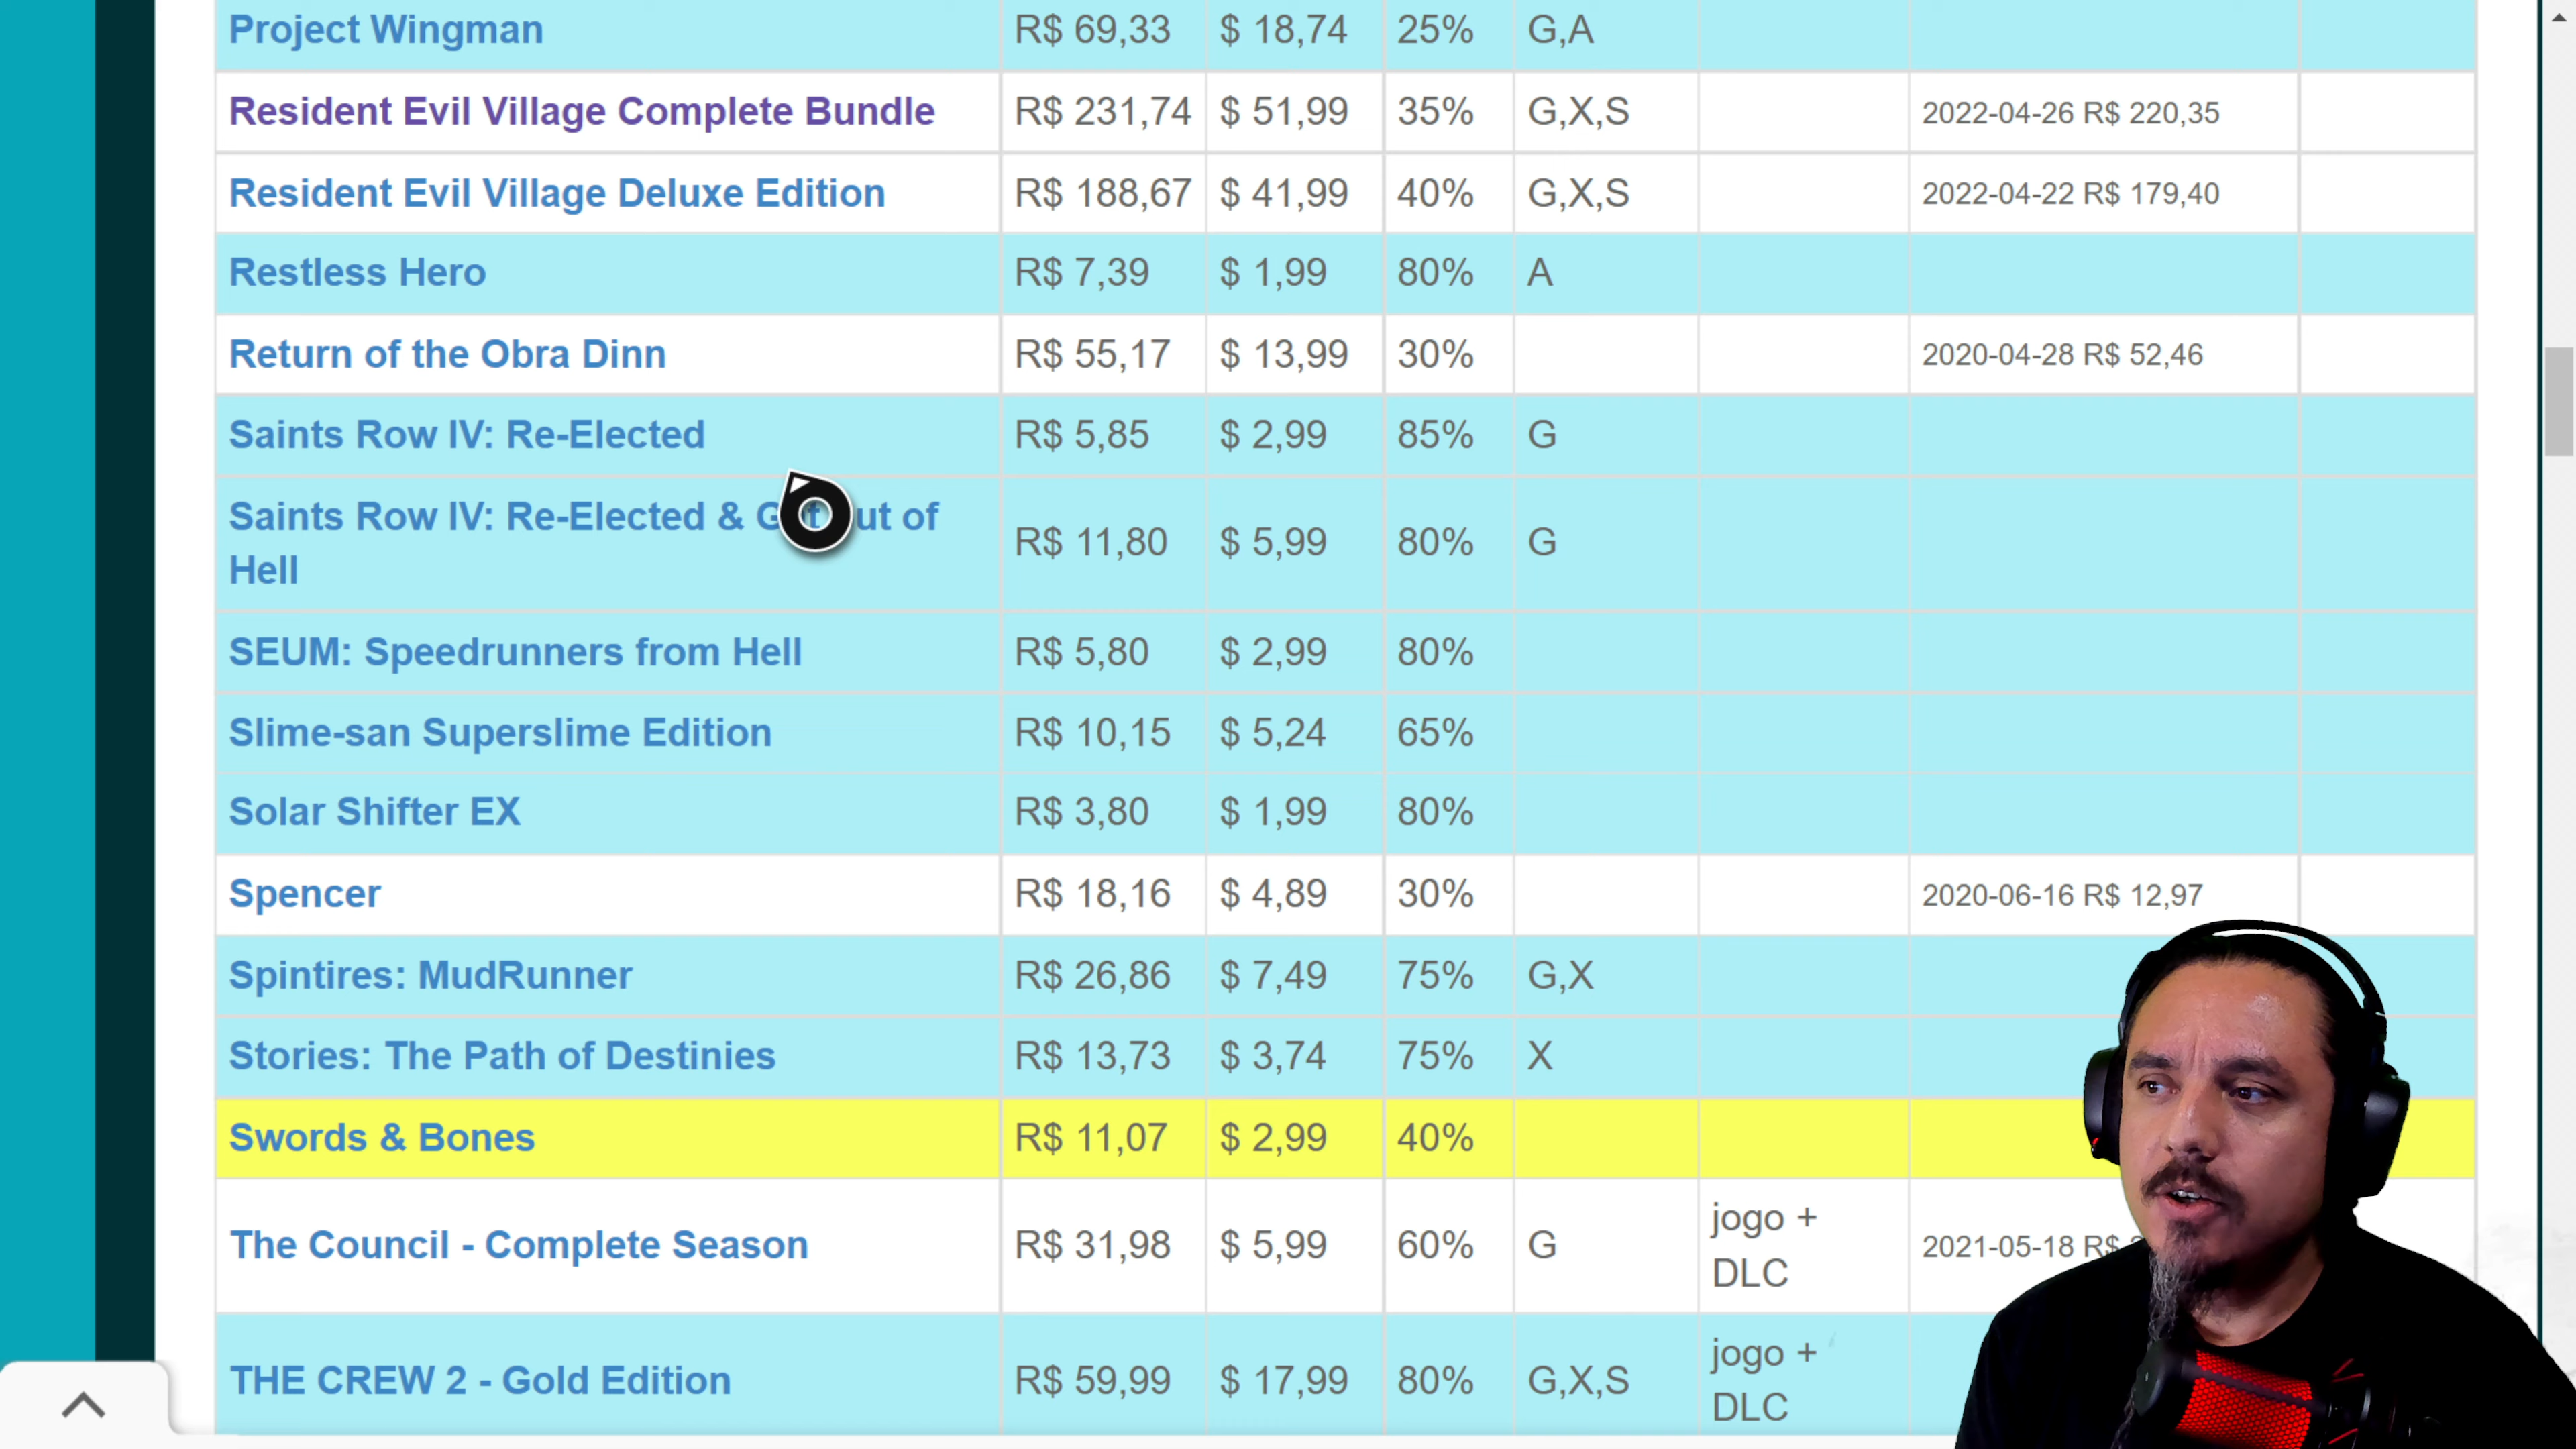 Project Wingman R$ 69,33 $ 18,74 25% G,A
Resident Evil Village Complete Bundle R$ 231,74 $ 51,99 35% G,X,S 2022-04-26 R$ 220,35
Resident Evil Village Deluxe Edition R$ 188,67 $ 41,99 40% G,X,S 2022-04-22 R$ 179,40
Restless Hero R$ 7,39 $ 1,99 80% A
Return of the Obra Dinn R$ 55,17 $ 13,99 30% 2020-04-28 R$ 52,46
Saints Row IV: Re-Elected R$ 5,85 $ 2,99 85% G
Saints Row IV: Re-Elected & of
Hell R$ 11,80 $ 5,99 80% G
SEUM: Speedrunners from Hell R$ 5,80 $ 2,99 80%
Slime-san Superslime Edition R$ 10,15 $ 5,24 65%
Solar Shifter EX R$ 3,80 $ 1,99 80%
Spencer R$ 18,16 $ 4,89 30% 2020-06-16 R$ 12,97
Spintires: MudRunner R$ 26,86 $ 7,49 75% G,X
Stories: The Path of Destinies R$ 13,73 $ 3,74 75% X
Swords & Bones R$ 11,07 $ 2,99 40%
The Council - Complete Season R$ 31,98 $ 5,99 60% G jogo +
DLC 2021-05-18 R$
THE CREW 2 - Gold Edition R$ 59,99 $ 17,99 80% G,X,S jogo +
DLC